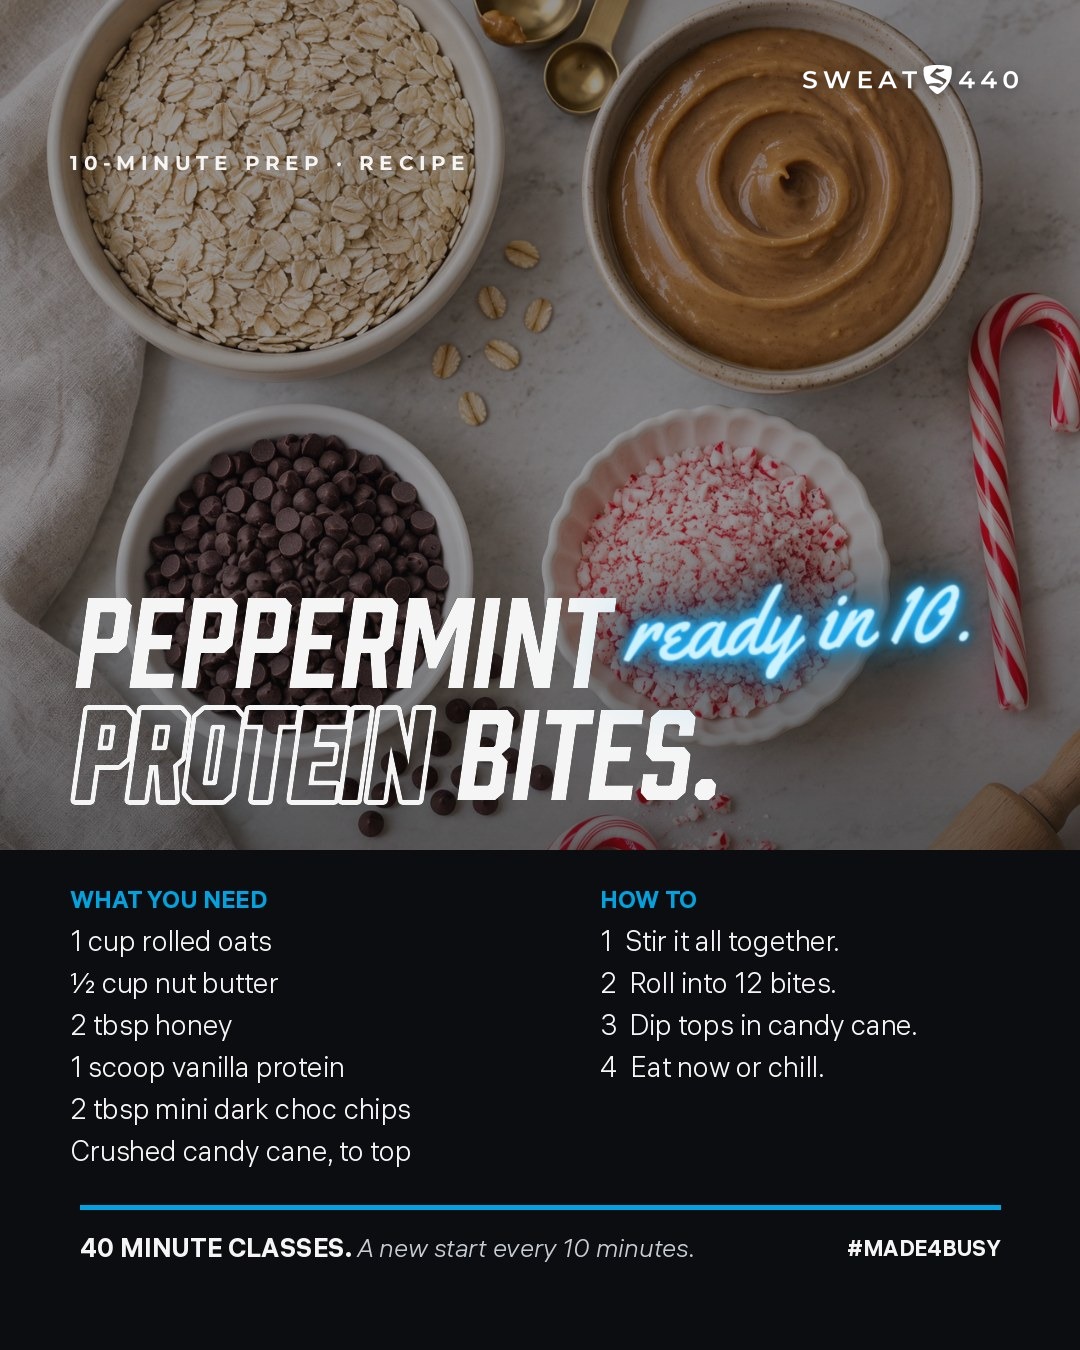 SWEAT 440
10-MINUTE PREP · RECIPE
PEPPERMINT ready in 10.
PROTEIN BITES.
WHAT YOU NEED
1 cup rolled oats
½ cup nut butter
2 tbsp honey
1 scoop vanilla protein
2 tbsp mini dark choc chips
Crushed candy cane, to top
HOW TO
1 Stir it all together.
2 Roll into 12 bites.
3 Dip tops in candy cane.
4 Eat now or chill.
40 MINUTE CLASSES. A new start every 10 minutes.
#MADE4BUSY